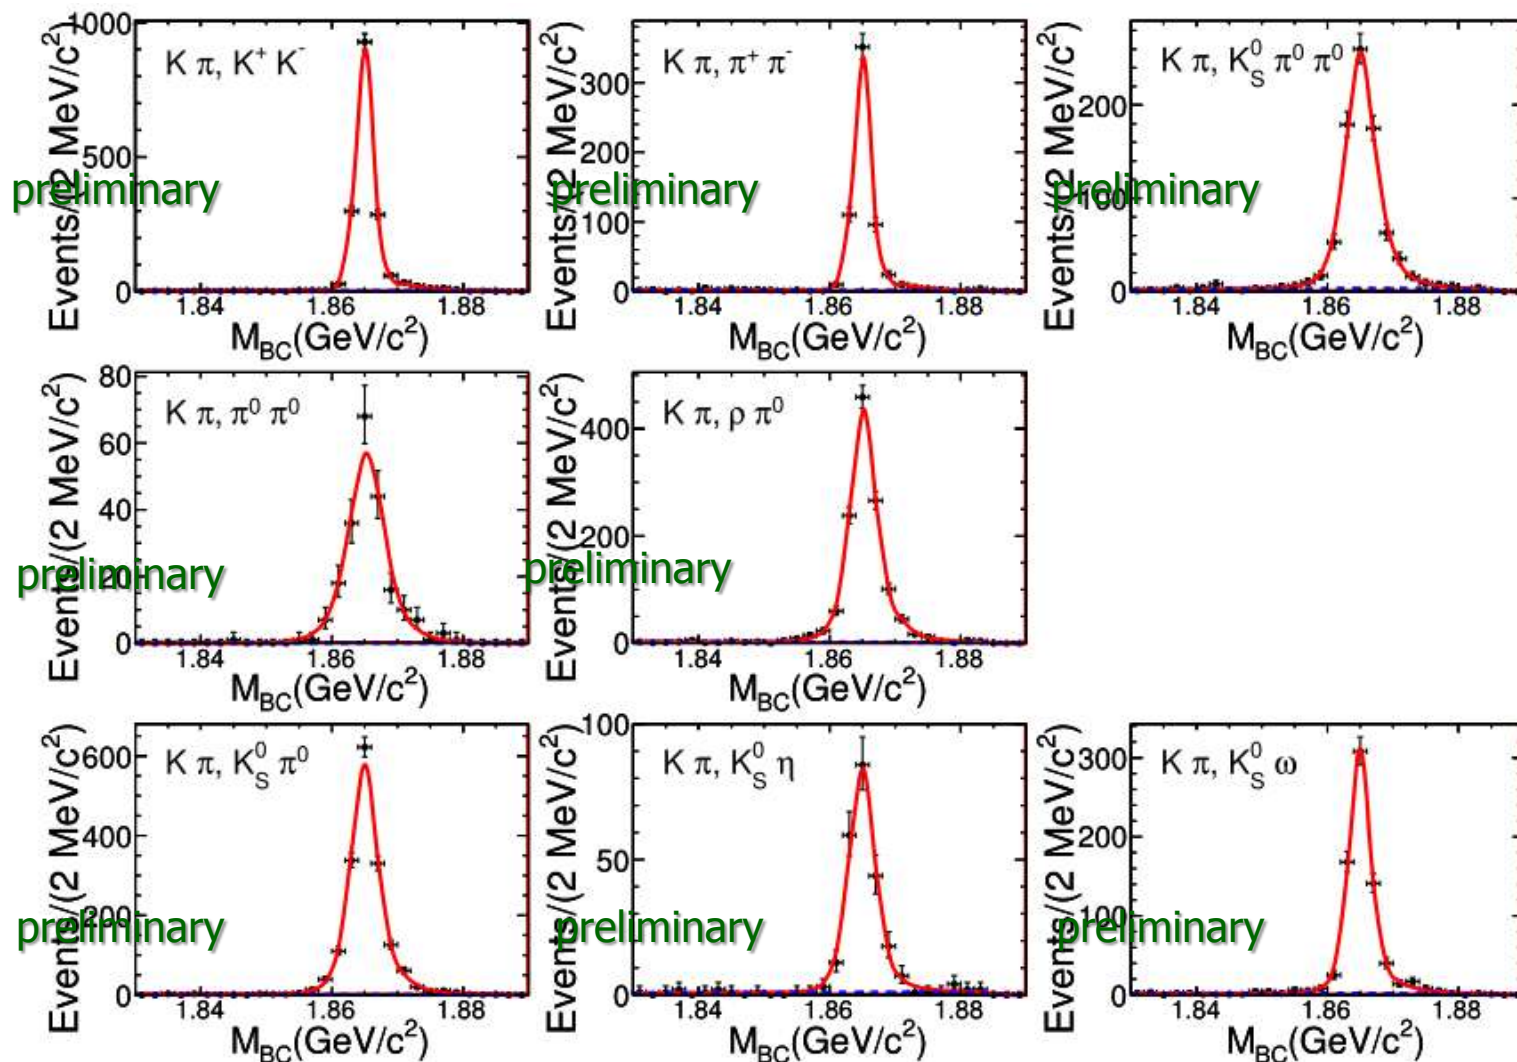 Events/(2 MeV/c²)
1000
500
0
K π, K⁺ K⁻
preliminary
1.84 1.86 1.88
M_BC(GeV/c²)
Events/(2 MeV/c²)
300
200
100
0
K π, π⁺ π⁻
preliminary
1.84 1.86 1.88
M_BC(GeV/c²)
Events/(2 MeV/c²)
200
100
0
K π, K_S⁰ π⁰ π⁰
preliminary
1.84 1.86 1.88
M_BC(GeV/c²)
Events/(2 MeV/c²)
80
60
40
20
0
K π, π⁰ π⁰
preliminary
1.84 1.86 1.88
M_BC(GeV/c²)
Events/(2 MeV/c²)
400
200
0
K π, ρ π⁰
preliminary
1.84 1.86 1.88
M_BC(GeV/c²)
Events/(2 MeV/c²)
600
400
200
0
K π, K_S⁰ π⁰
preliminary
1.84 1.86 1.88
M_BC(GeV/c²)
Events/(2 MeV/c²)
100
50
0
K π, K_S⁰ η
preliminary
1.84 1.86 1.88
M_BC(GeV/c²)
Events/(2 MeV/c²)
300
200
100
0
K π, K_S⁰ ω
preliminary
1.84 1.86 1.88
M_BC(GeV/c²)